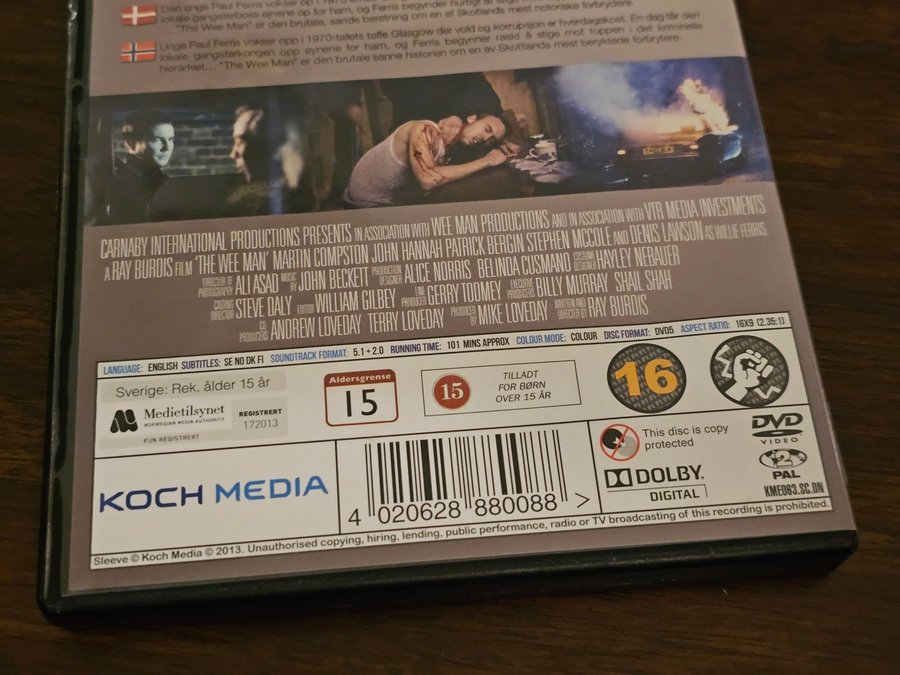 Den unge Paul Ferris vokser op i 1970
lokale gangsterboss øjnene op for ham, og Ferris begynder hurtigt at
"The Wee Man" er den brutale, sande beretning om en af Skotlands mest notoriske forbrydere.
Unge Paul Ferris vokser opp i 1970-tallets tøffe Glasgow der vold og korrupsjon er hverdagskost. En dag får den
lokale gangsterkongen opp øynene for ham, og Ferris begynner raskt å stige mot toppen i det kriminelle
hierarkiet... "The Wee Man" er den brutale sanne historien om en av Skottlands mest beryktede forbrytere.
CARNABY INTERNATIONAL PRODUCTIONS PRESENTS IN ASSOCIATION WITH WEE MAN PRODUCTIONS AND IN ASSOCIATION WITH VTR MEDIA INVESTMENTS
A RAY BURDIS FILM 'THE WEE MAN' MARTIN COMPSTON JOHN HANNAH PATRICK BERGIN STEPHEN MCCOLE AND DENIS LAWSON AS WILLIE FERRIS
DIRECTOR OF PHOTOGRAPHY ALI ASAD MUSIC BY JOHN BECKETT PRODUCTION DESIGNER ALICE NORRIS BELINDA CUSMANO COSTUME DESIGNER HAYLEY NEBAUER
CASTING DIRECTOR STEVE DALY EDITOR WILLIAM GILBEY LINE PRODUCER GERRY TOOMEY EXECUTIVE PRODUCERS BILLY MURRAY SHAIL SHAH
CO PRODUCERS ANDREW LOVEDAY TERRY LOVEDAY PRODUCED BY MIKE LOVEDAY WRITTEN AND DIRECTED BY RAY BURDIS
LANGUAGE: ENGLISH SUBTITLES: SE NO DK FI SOUNDTRACK FORMAT: 5.1 + 2.0 RUNNING TIME: 101 MINS APPROX COLOUR MODE: COLOUR DISC FORMAT: DVD5 ASPECT RATIO: 16X9 (2.35:1)
Sverige: Rek. ålder 15 år
Medietilsynet
NORWEGIAN MEDIA AUTHORITY
KUN REGISTRERT
REGISTRERT
172013
Aldersgrense
15
15
TILLADT
FOR BØRN
OVER 15 ÅR
16
KOCH MEDIA
4 020628 880088 >
This disc is copy
protected
DOLBY.
DIGITAL
DVD
VIDEO
2
PAL
KME063.SC.DN
Sleeve © Koch Media © 2013. Unauthorised copying, hiring, lending, public performance, radio or TV broadcasting of this recording is prohibited.